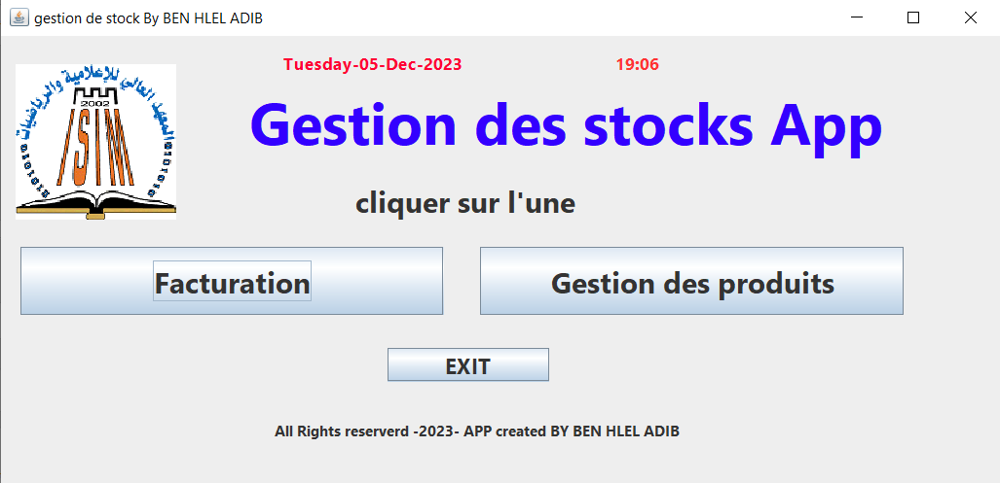 gestion de stock By BEN HLEL ADIB
Tuesday-05-Dec-2023
19:06
المعهد العالي للإعلامية والرياضيات
2002
ISIM
Gestion des stocks App
cliquer sur l'une
Facturation
Gestion des produits
EXIT
All Rights reserverd -2023- APP created BY BEN HLEL ADIB